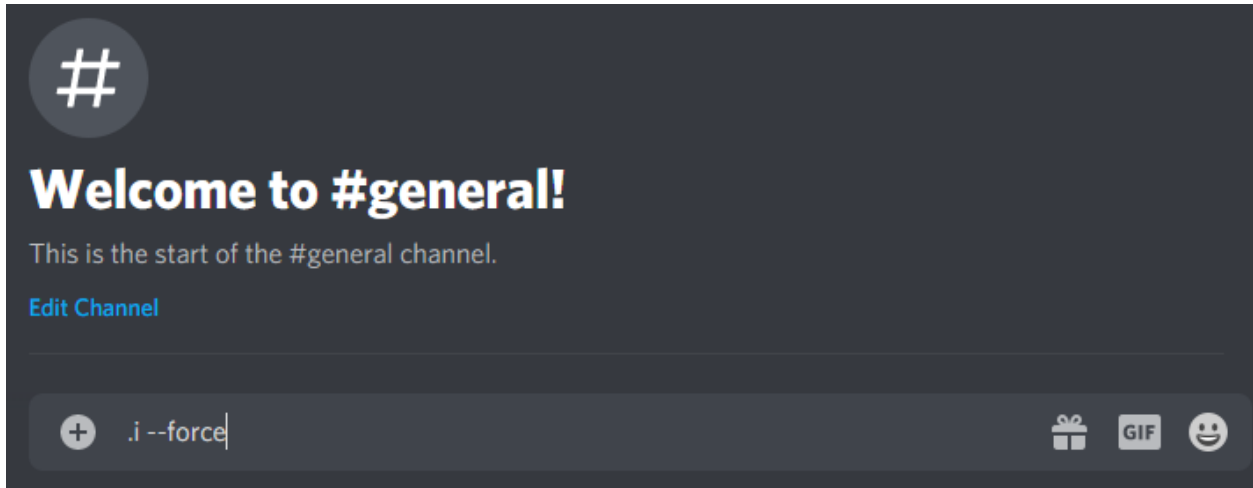 #
Welcome to #general!
This is the start of the #general channel.
Edit Channel
.i --force
GIF